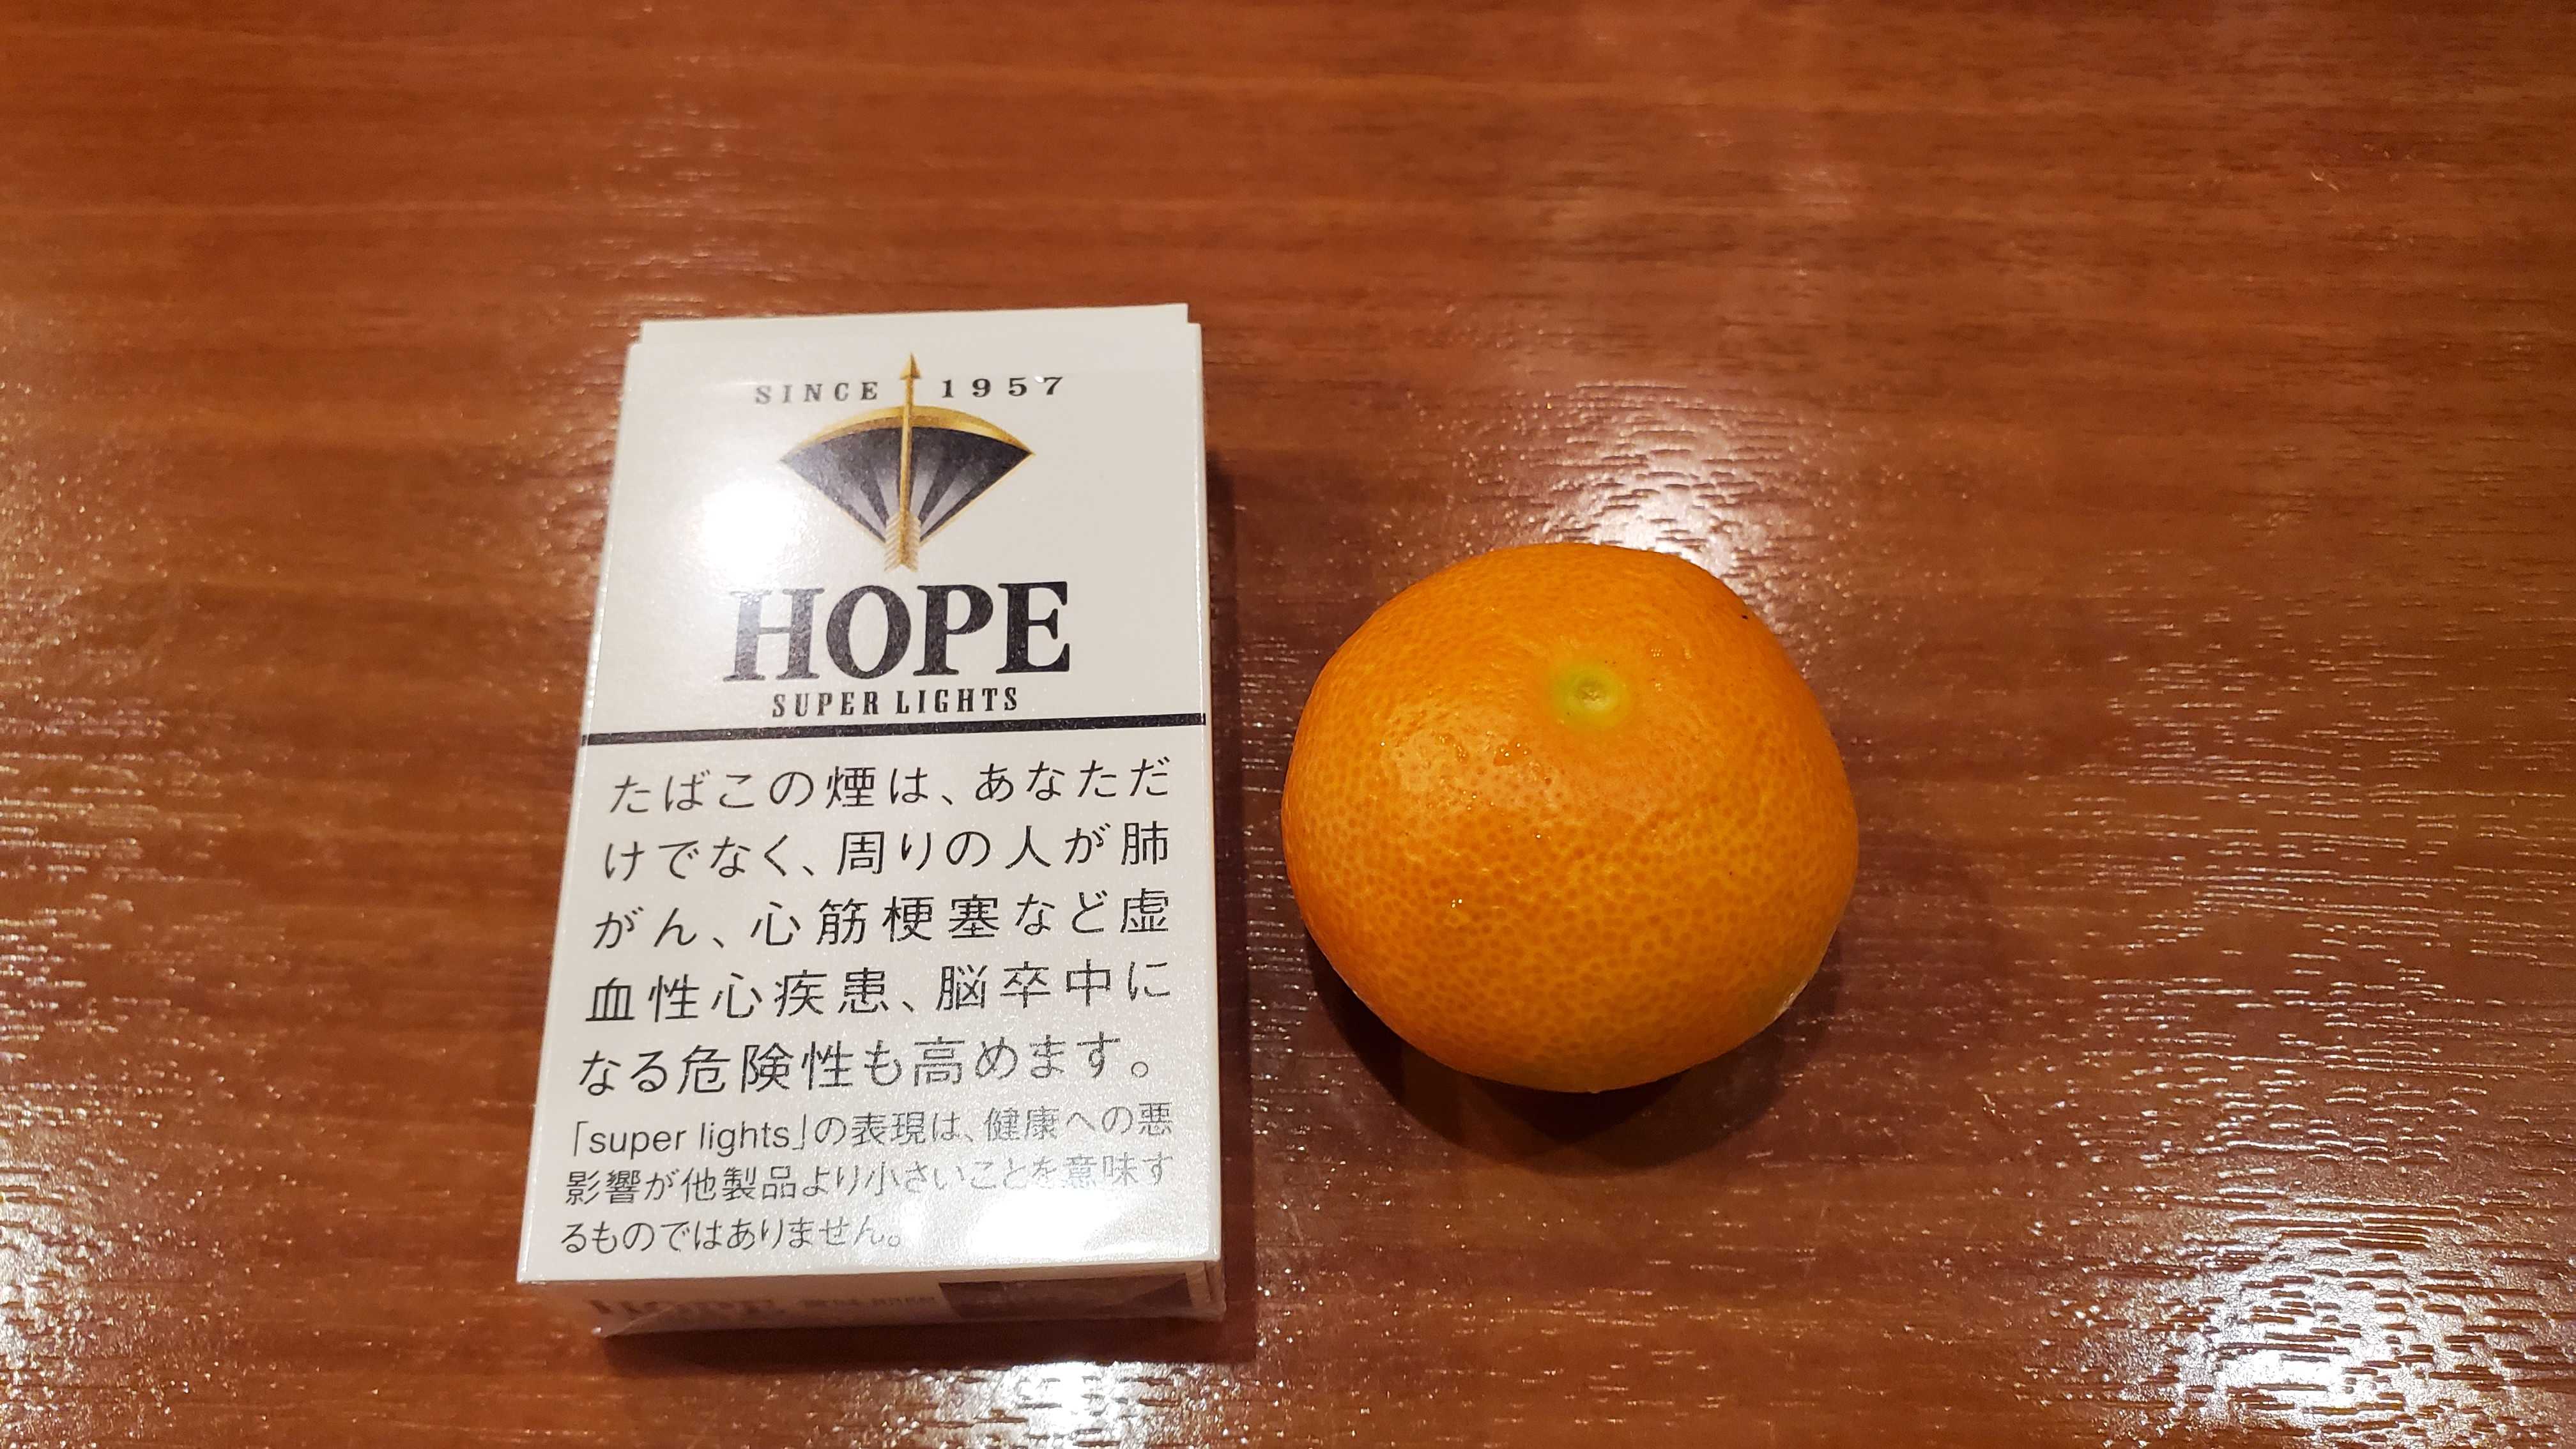 SINCE 1957
HOPE
SUPER LIGHTS
たばこの煙は、あなただ
けでなく、周りの人が肺
がん、心筋梗塞など虚
血性心疾患、脳卒中に
なる危険性も高めます。
「super lights」の表現は、健康への悪
影響が他製品より小さいことを意味す
るものではありません。
HOPE